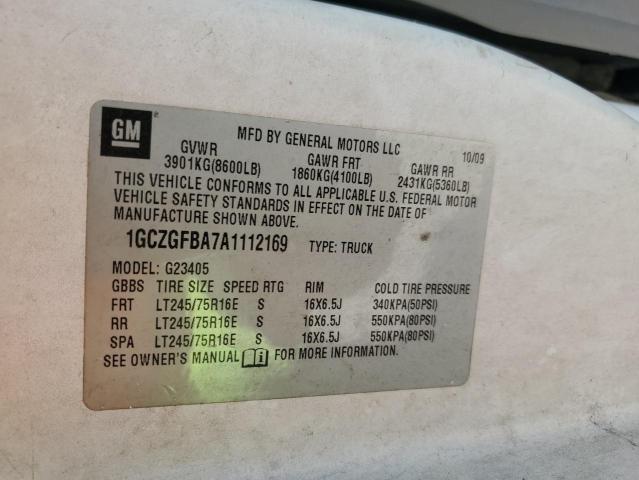 GM
MFD BY GENERAL MOTORS LLC 10/09
GVWR GAWR FRT GAWR RR
3901KG(8600LB) 1860KG(4100LB) 2431KG(5360LB)
THIS VEHICLE CONFORMS TO ALL APPLICABLE U.S. FEDERAL MOTOR
VEHICLE SAFETY STANDARDS IN EFFECT ON THE DATE OF
MANUFACTURE SHOWN ABOVE.
1GCZGFBA7A1112169 TYPE: TRUCK
MODEL: G23405
GBBS TIRE SIZE SPEED RTG RIM COLD TIRE PRESSURE
FRT LT245/75R16E S 16X6.5J 340KPA(50PSI)
RR LT245/75R16E S 16X6.5J 550KPA(80PSI)
SPA LT245/75R16E S 16X6.5J 550KPA(80PSI)
SEE OWNER'S MANUAL FOR MORE INFORMATION.